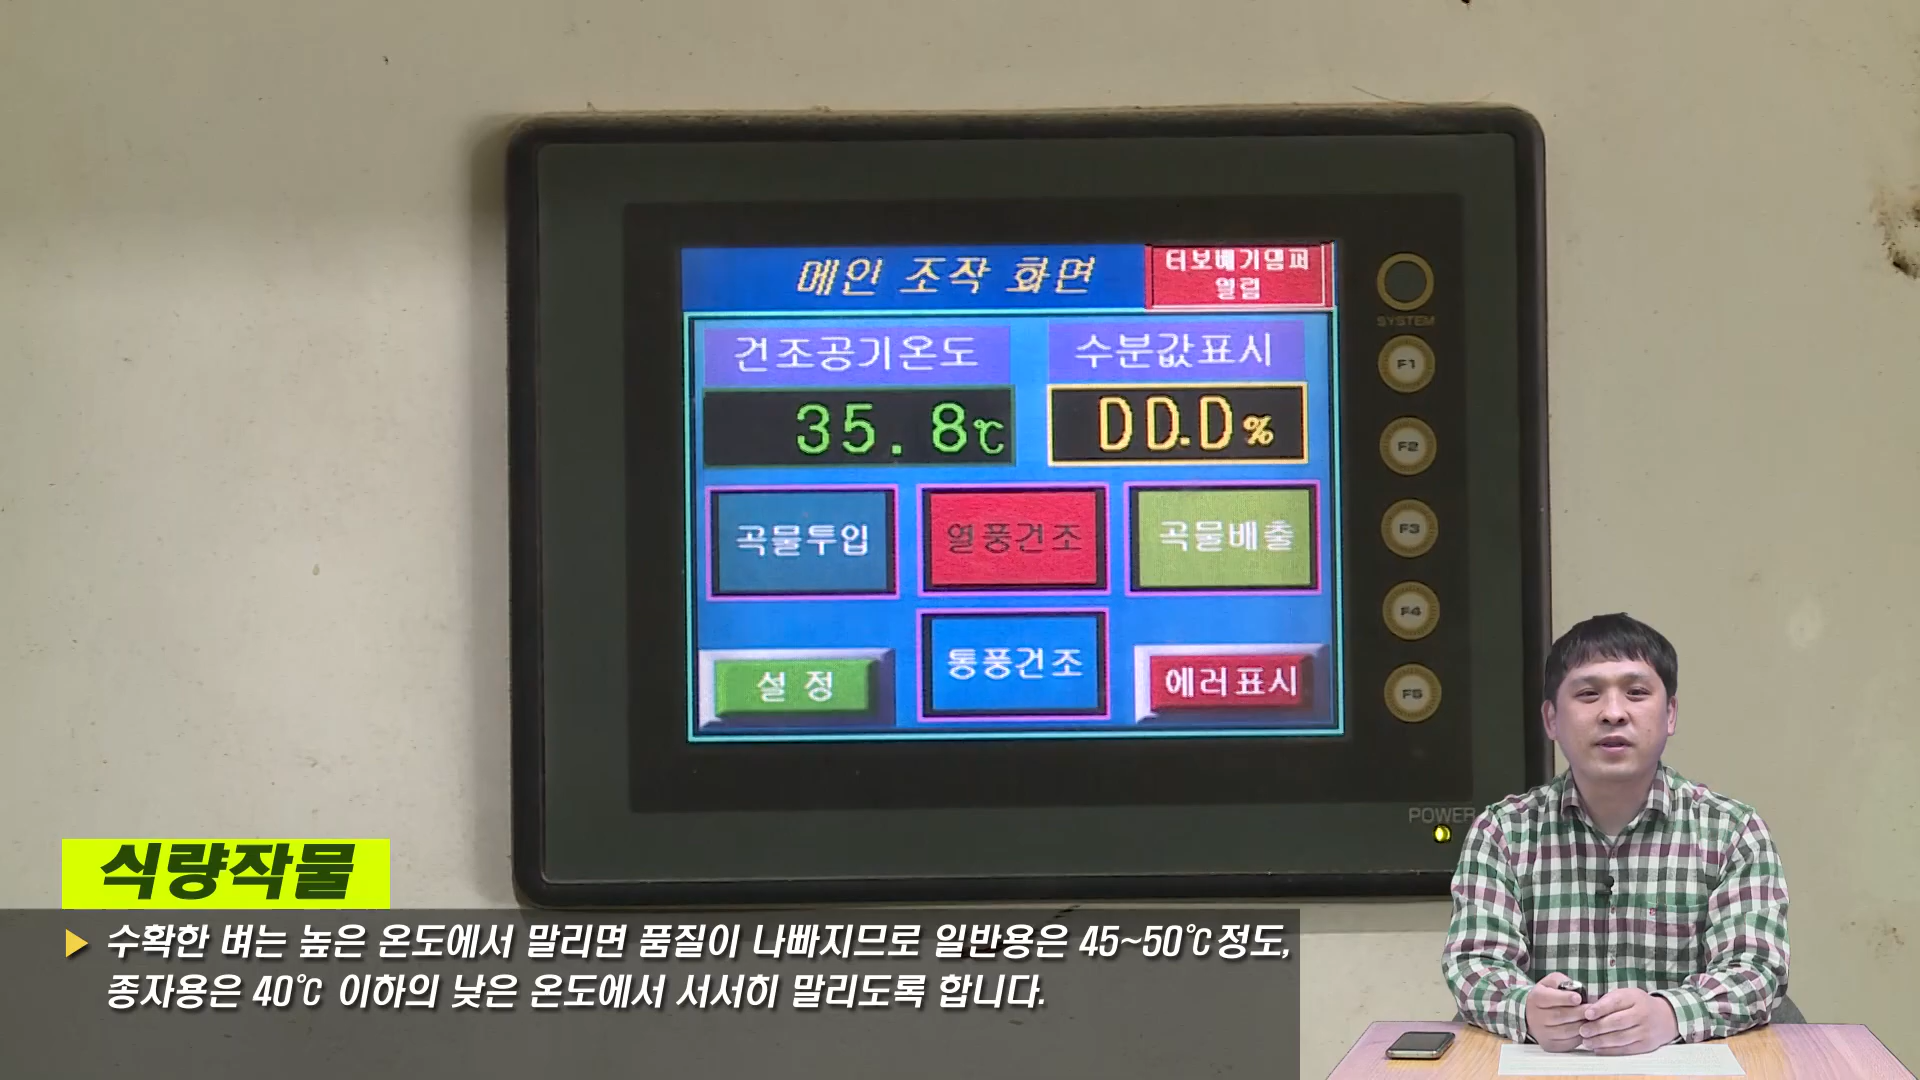 메인 조작 화면
터보배기댐퍼
열림
건조공기온도
수분값표시
35.8℃
DD.D%
곡물투입
열풍건조
곡물배출
통풍건조
설정
에러표시
SYSTEM
F1
F2
F3
F4
F5
POWER
식량작물
▶ 수확한 벼는 높은 온도에서 말리면 품질이 나빠지므로 일반용은 45~50℃정도,
종자용은 40℃ 이하의 낮은 온도에서 서서히 말리도록 합니다.